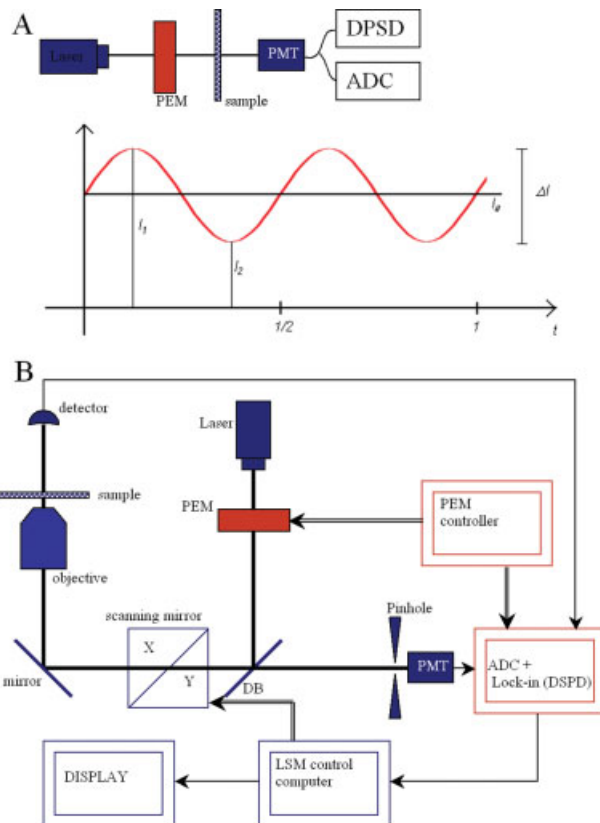 A
Laser
PEM
sample
PMT
DPSD
ADC
I1
I2
I0
ΔI
1/2
1
t
B
detector
sample
objective
mirror
scanning mirror
X
Y
Laser
PEM
DB
Pinhole
PMT
PEM
controller
ADC +
Lock-in (DSPD)
LSM control
computer
DISPLAY